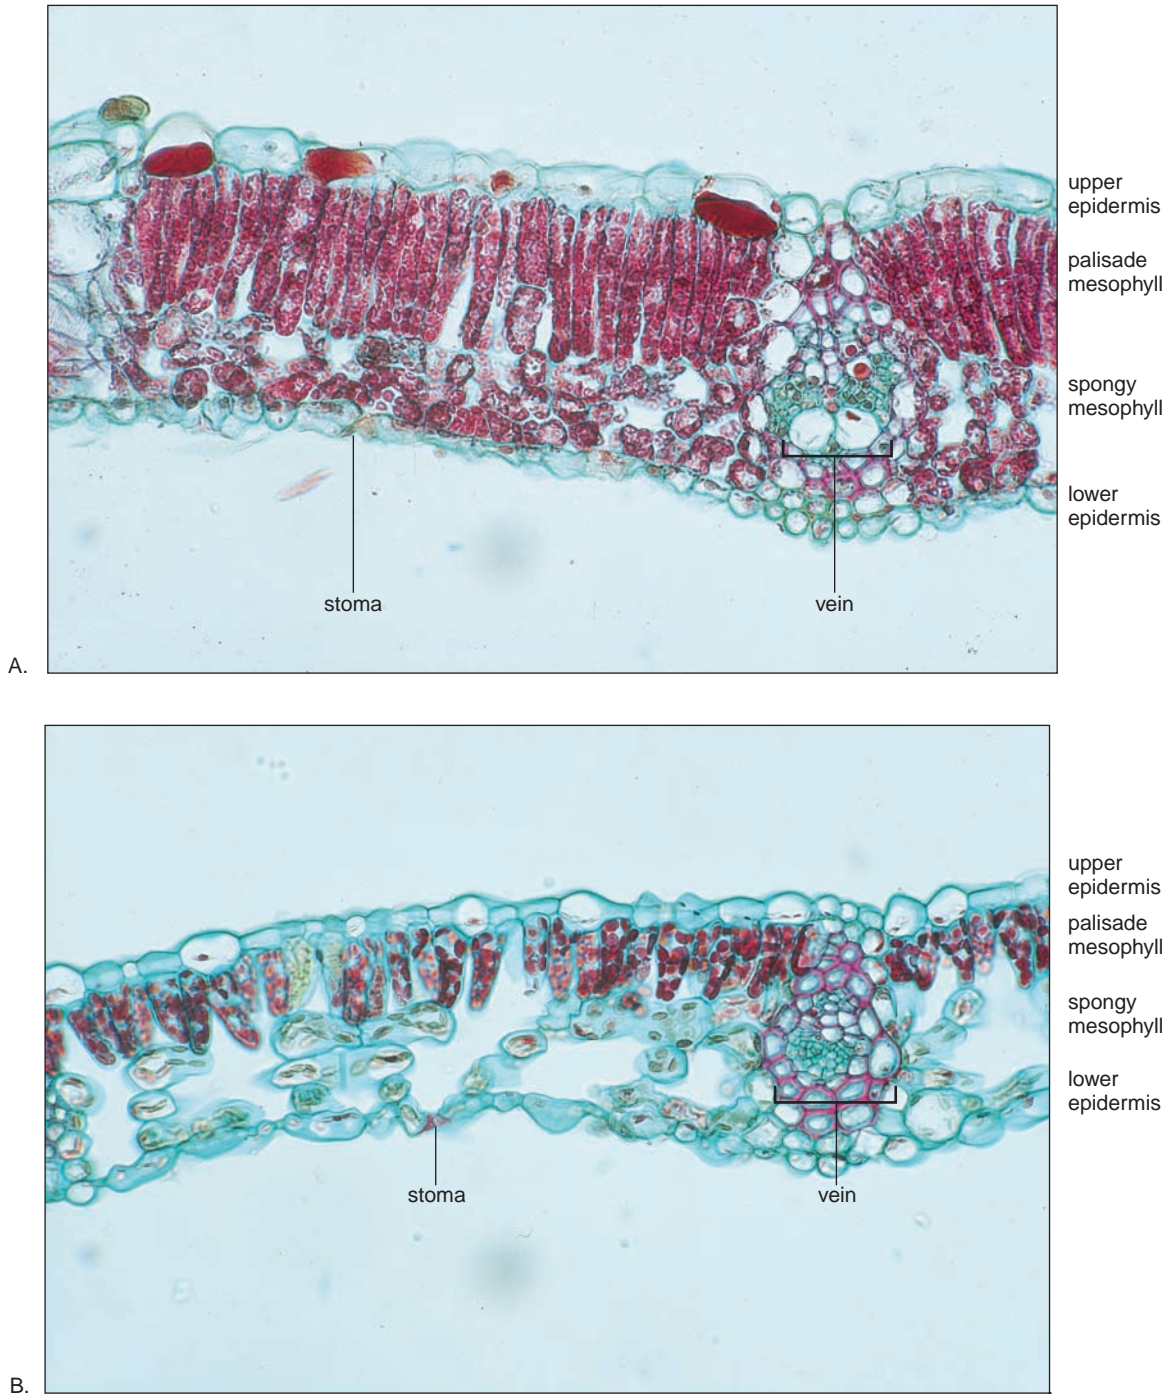 upper
epidermis
palisade
mesophyll
spongy
mesophyll
lower
epidermis
stoma
vein
A.
upper
epidermis
palisade
mesophyll
spongy
mesophyll
lower
epidermis
stoma
vein
B.